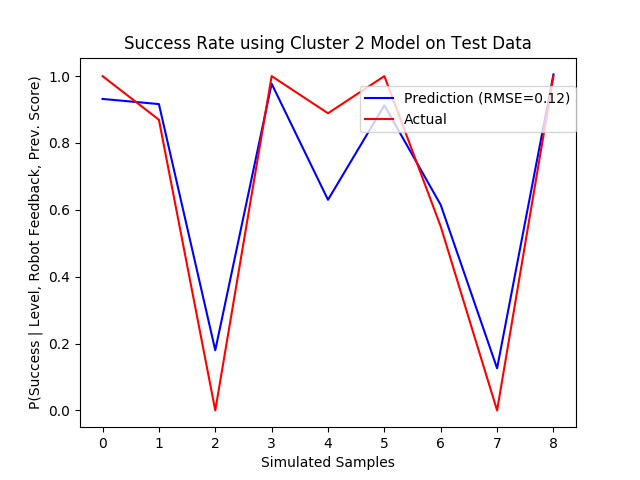 Success Rate using Cluster 2 Model on Test Data
P(Success | Level, Robot Feedback, Prev. Score)
1.0
0.8
0.6
0.4
0.2
0.0
Prediction (RMSE=0.12)
Actual
0 1 2 3 4 5 6 7 8
Simulated Samples